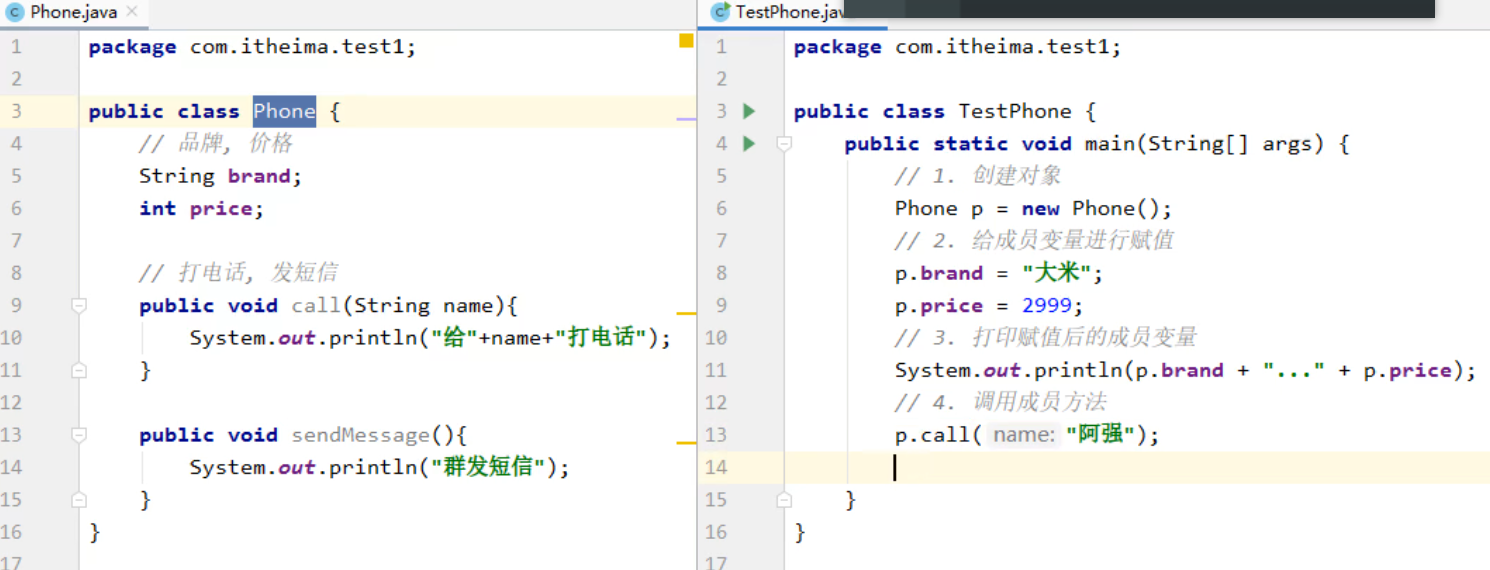 Phone.java
1 package com.itheima.test1;
2
3 public class Phone {
4 // 品牌, 价格
5 String brand;
6 int price;
7
8 // 打电话, 发短信
9 public void call(String name){
10 System.out.println("给"+name+"打电话");
11 }
12
13 public void sendMessage(){
14 System.out.println("群发短信");
15 }
16 }
17
TestPhone.jav
1 package com.itheima.test1;
2
3 public class TestPhone {
4 public static void main(String[] args) {
5 // 1. 创建对象
6 Phone p = new Phone();
7 // 2. 给成员变量进行赋值
8 p.brand = "大米";
9 p.price = 2999;
10 // 3. 打印赋值后的成员变量
11 System.out.println(p.brand + "..." + p.price);
12 // 4. 调用成员方法
13 p.call( name: "阿强");
14
15 }
16 }
17